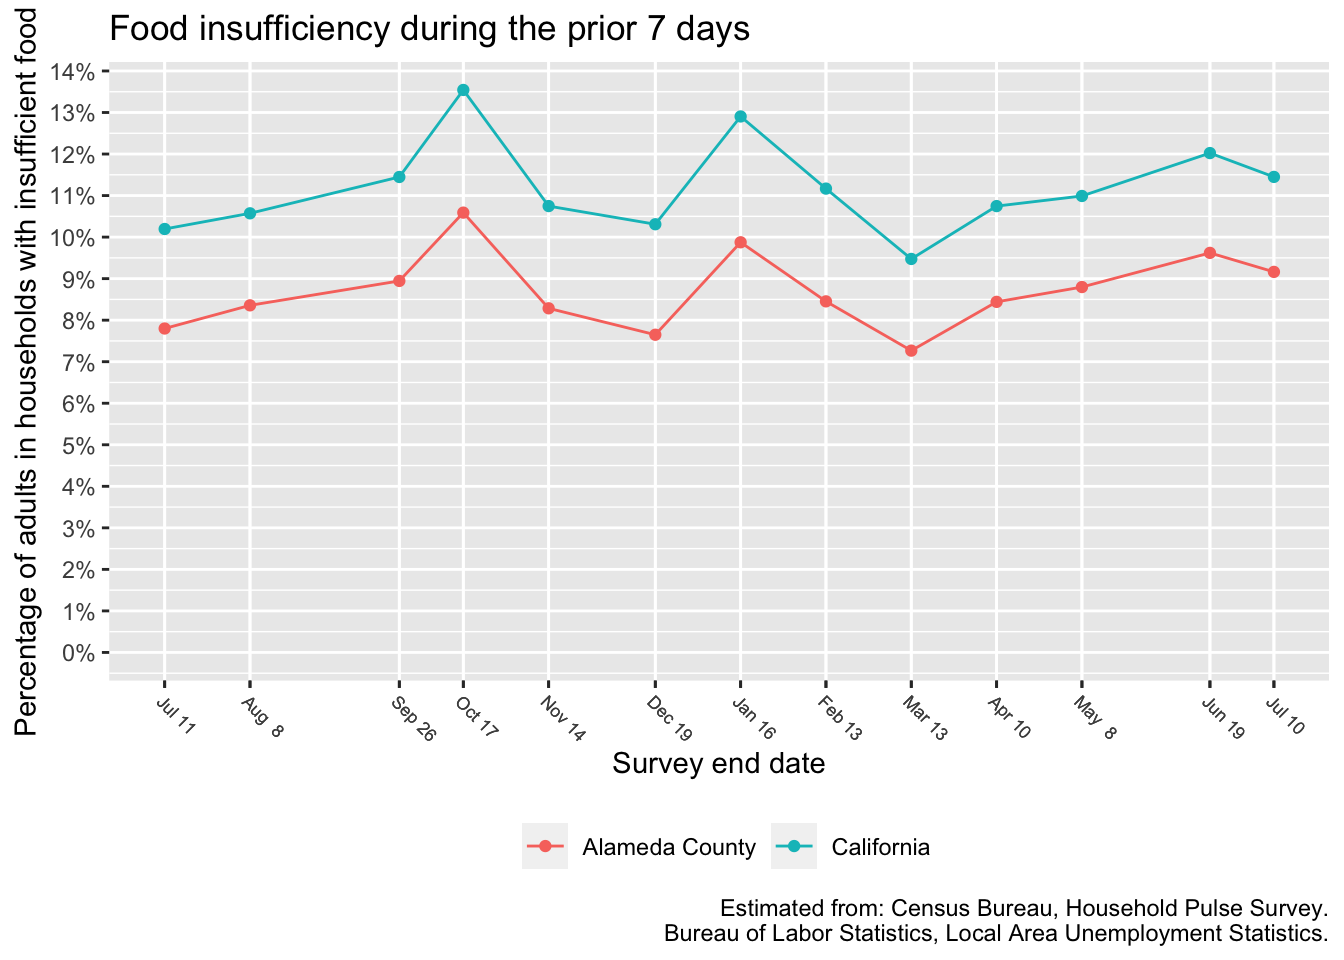 Food insufficiency during the prior 7 days
Percentage of adults in households with insufficient food
14%
13%
12%
11%
10%
9%
8%
7%
6%
5%
4%
3%
2%
1%
0%
Jul 11
Aug 8
Sep 26
Oct 17
Nov 14
Dec 19
Jan 16
Feb 13
Mar 13
Apr 10
May 8
Jun 19
Jul 10
Survey end date
Alameda County
California
Estimated from: Census Bureau, Household Pulse Survey.
Bureau of Labor Statistics, Local Area Unemployment Statistics.